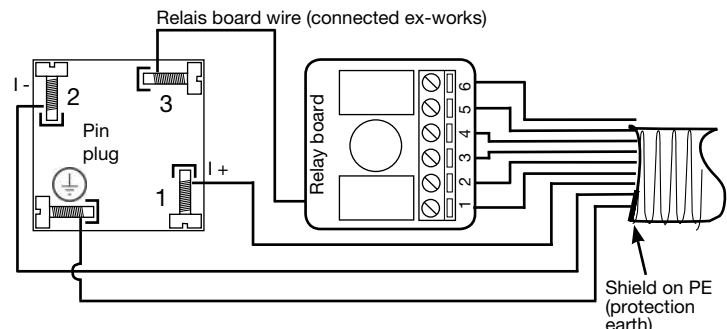 Relais board wire (connected ex-works)
I -
2
3
Pin
plug
I +
1
Relay board
6
5
4
3
2
1
Shield on PE
(protection
earth)